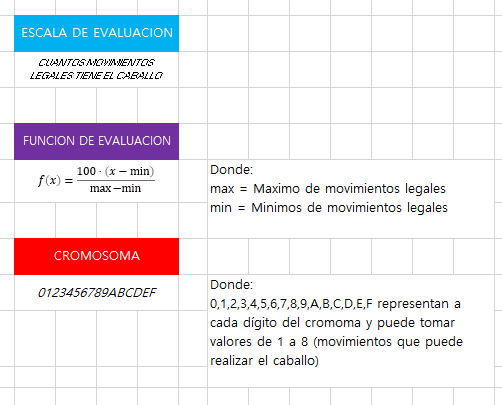 ESCALA DE EVALUACION
CUANTOS MOVIMIENTOS
LEGALES TIENE EL CABALLO
FUNCION DE EVALUACION
f(x) = 100 · (x − min) / max − min
Donde:
max = Maximo de movimientos legales
min = Minimos de movimientos legales
CROMOSOMA
0123456789ABCDEF
Donde:
0,1,2,3,4,5,6,7,8,9,A,B,C,D,E,F representan a
cada dígito del cromoma y puede tomar
valores de 1 a 8 (movimientos que puede
realizar el caballo)